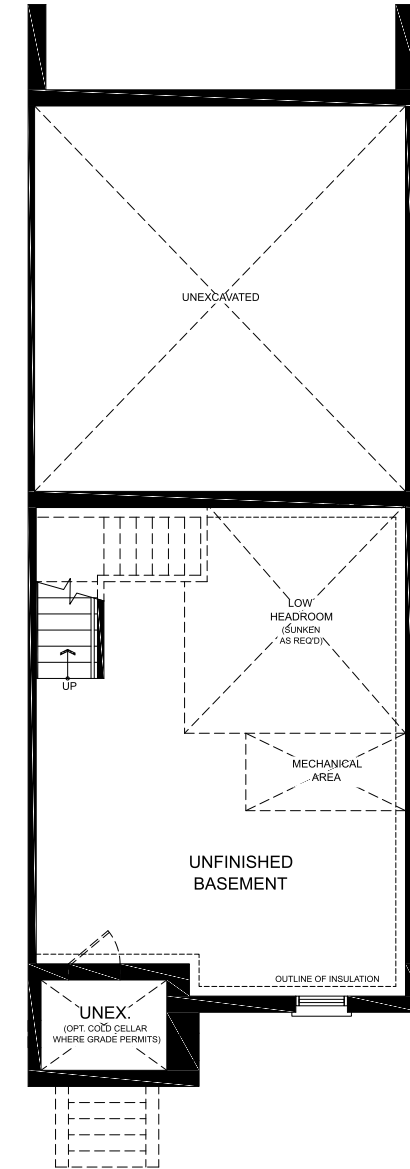 UNEXCAVATED
LOW
HEADROOM
(SUNKEN
AS REQ'D)
UP
MECHANICAL
AREA
UNFINISHED
BASEMENT
OUTLINE OF INSULATION
UNEX.
(OPT. COLD CELLAR
WHERE GRADE PERMITS)